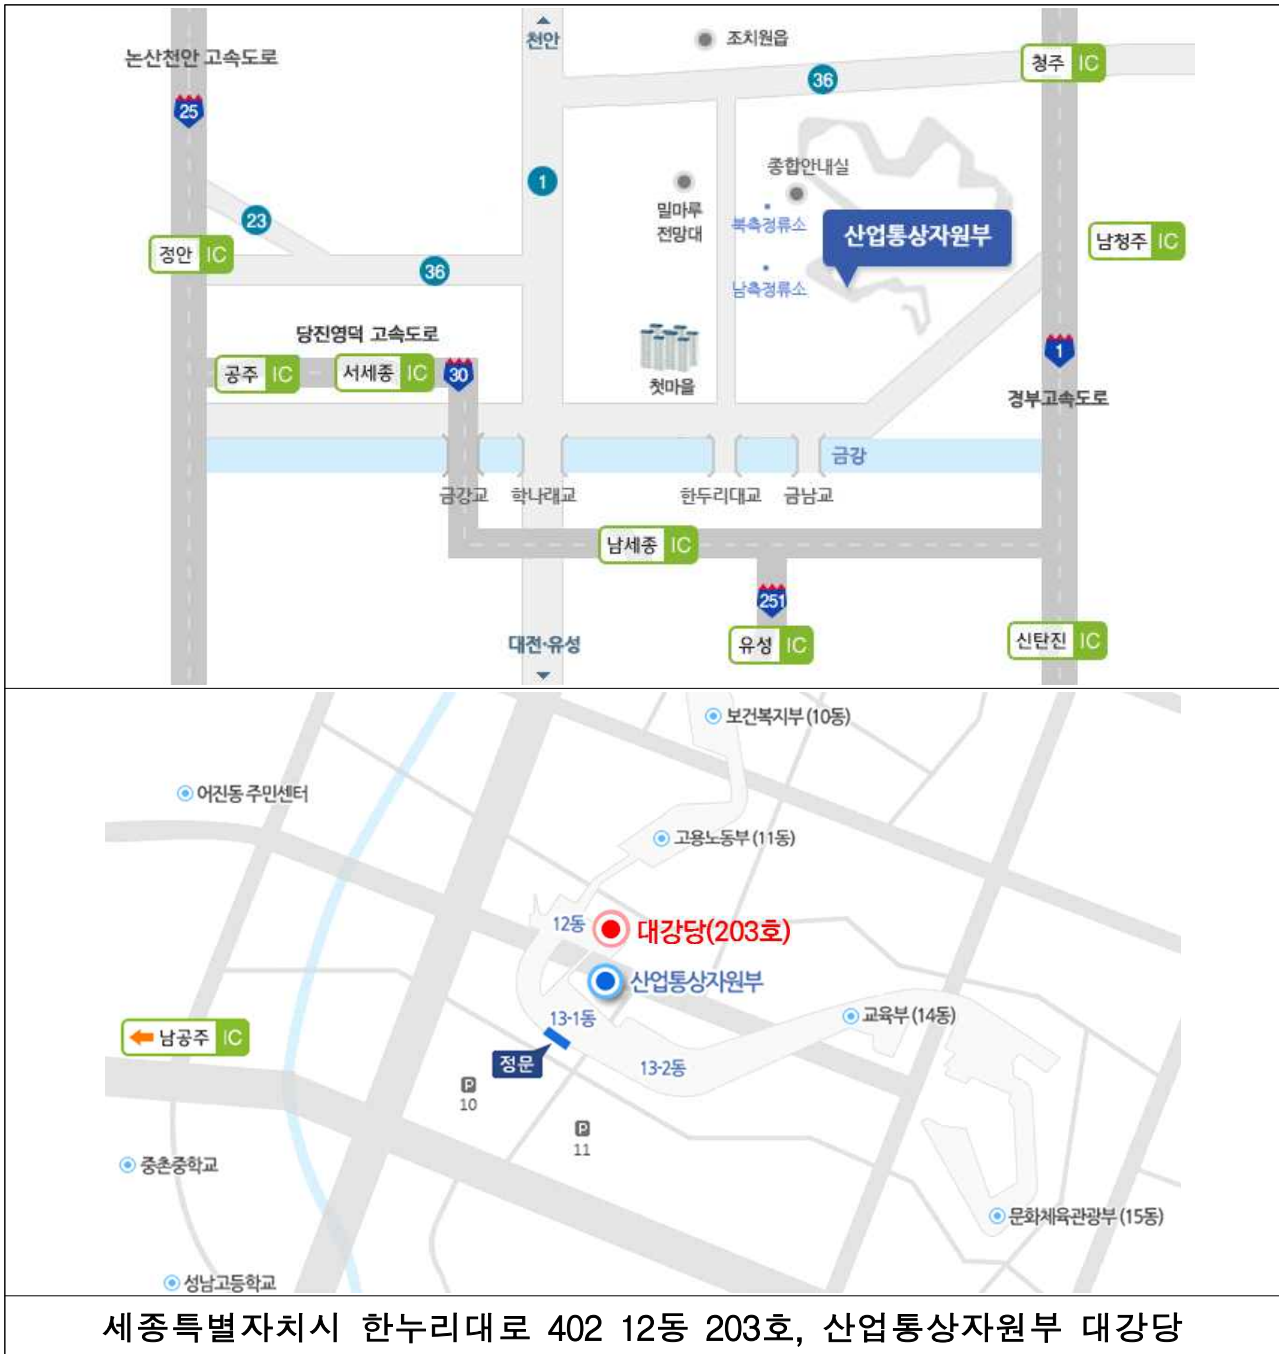 천안
조치원읍
논산천안 고속도로
청주 IC
36
25
종합안내실
1
밀마루
전망대
23
북측정류소
산업통상자원부
남청주 IC
정안 IC
36
남측정류소
당진영덕 고속도로
공주 IC
서세종 IC
30
1
첫마을
경부고속도로
금강
금강교
학나래교
한두리대교
금남교
남세종 IC
251
대전·유성
유성 IC
신탄진 IC
보건복지부 (10동)
어진동 주민센터
고용노동부 (11동)
12동
대강당(203호)
산업통상자원부
13-1동
교육부 (14동)
남공주 IC
정문
13-2동
P
10
P
11
중촌중학교
문화체육관광부 (15동)
성남고등학교
세종특별자치시 한누리대로 402 12동 203호, 산업통상자원부 대강당